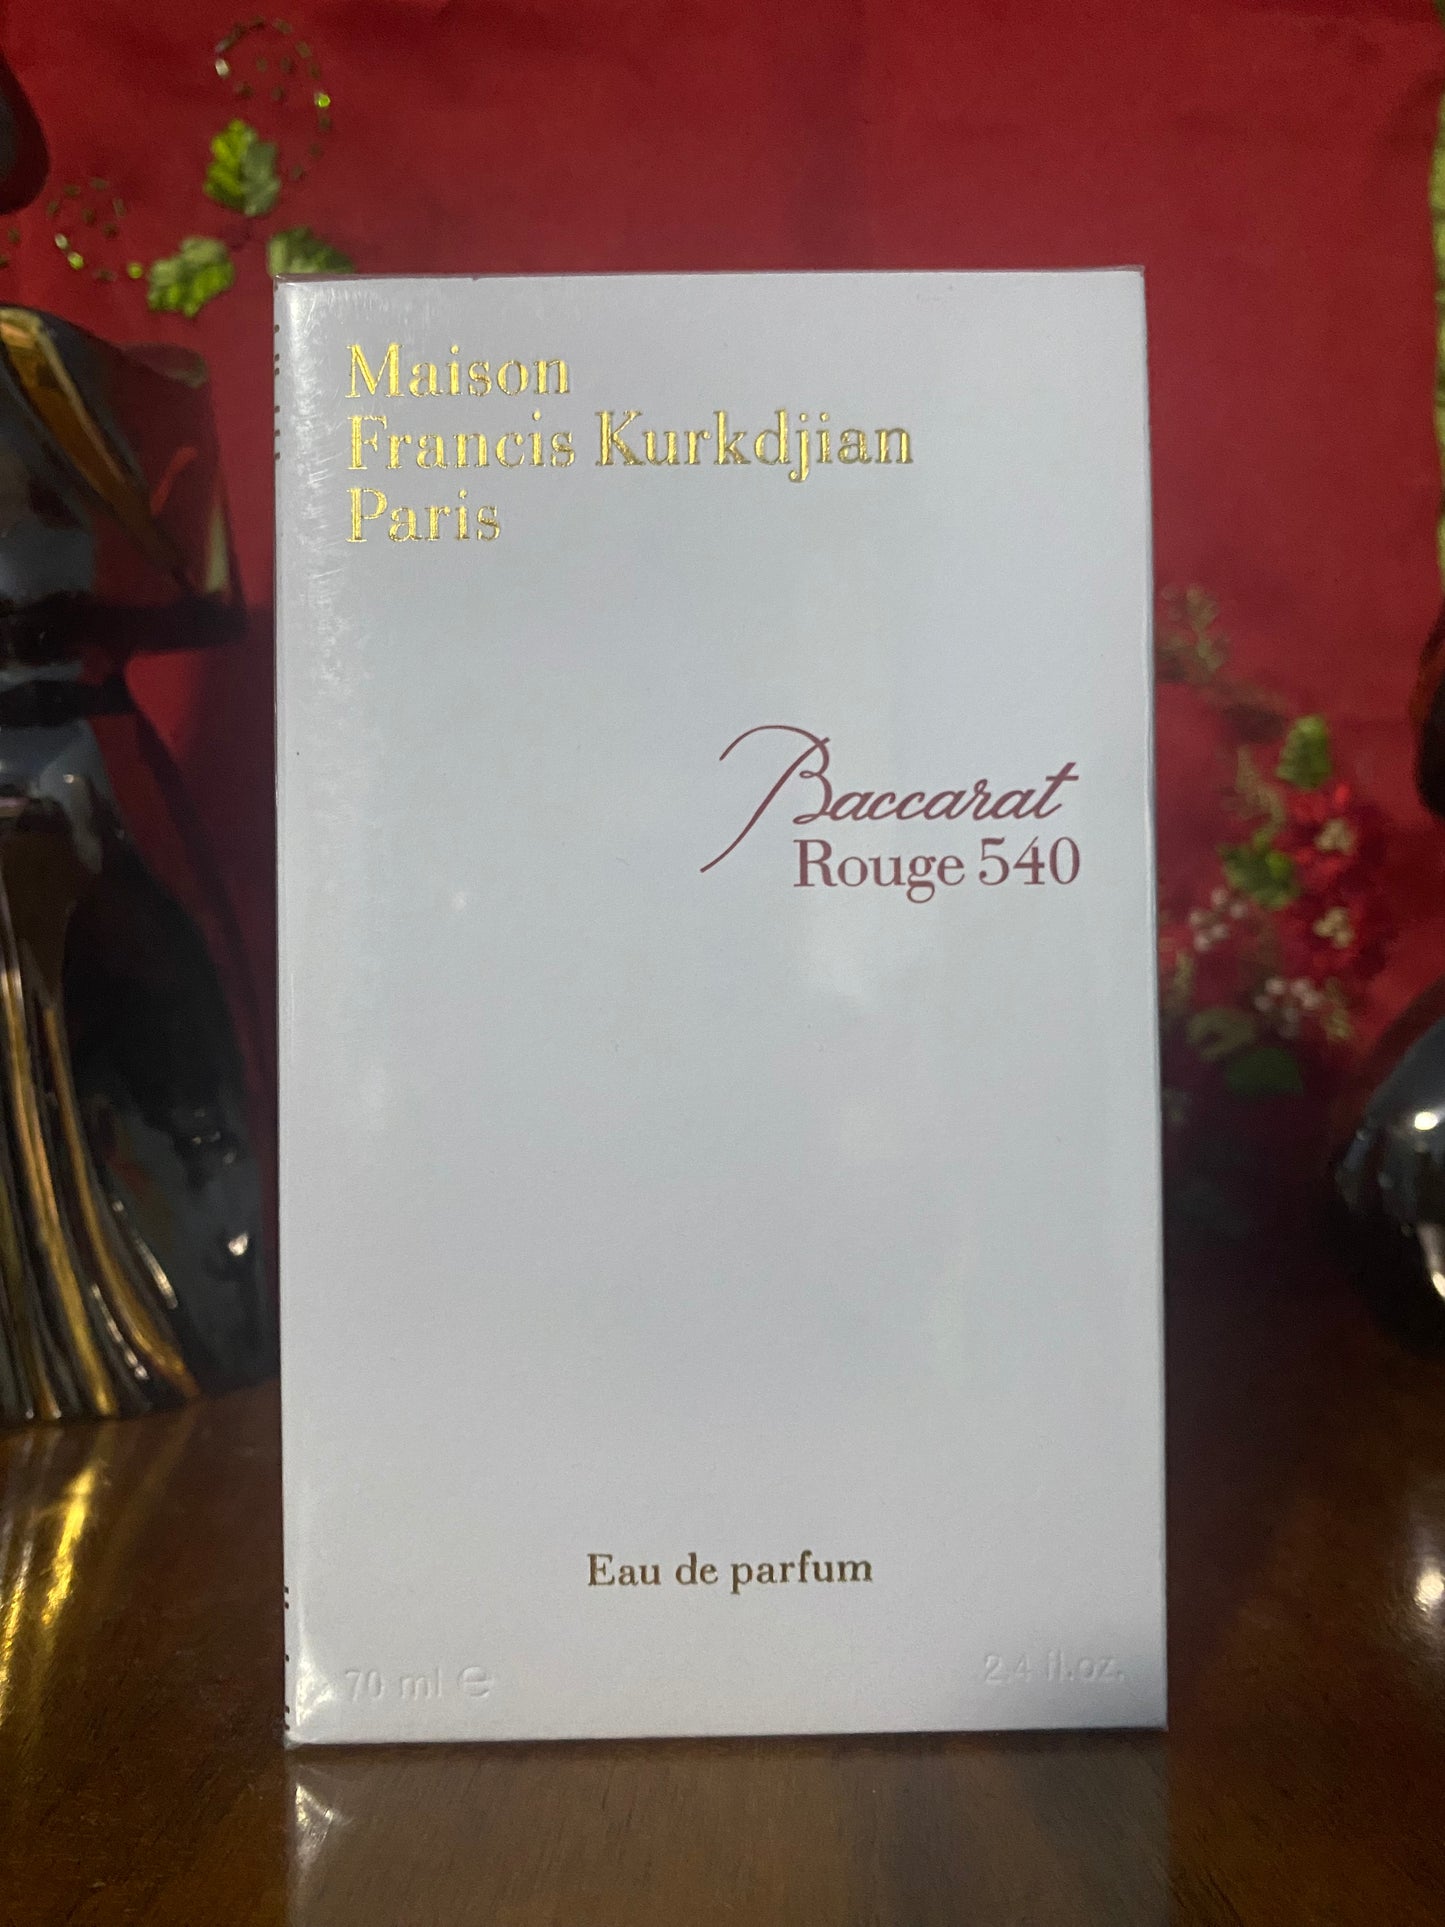 Maison
Francis Kurkdjian
Paris
Baccarat
Rouge 540
Eau de parfum
70 ml ℮
2.4 fl.oz.